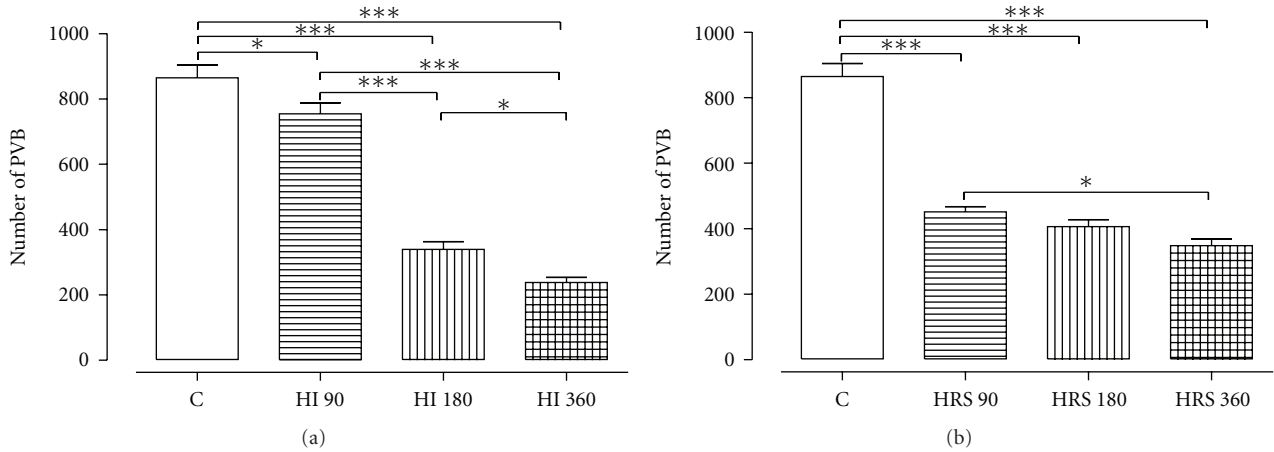 Number of PVB
1000
800
600
400
200
0
***
***
*
***
***
*
C
HI 90
HI 180
HI 360
(a)
Number of PVB
1000
800
600
400
200
0
***
***
***
*
C
HRS 90
HRS 180
HRS 360
(b)